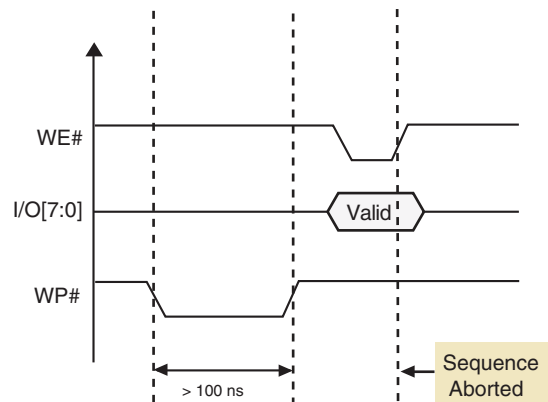 WE#
I/O[7:0]
Valid
WP#
> 100 ns
Sequence
Aborted